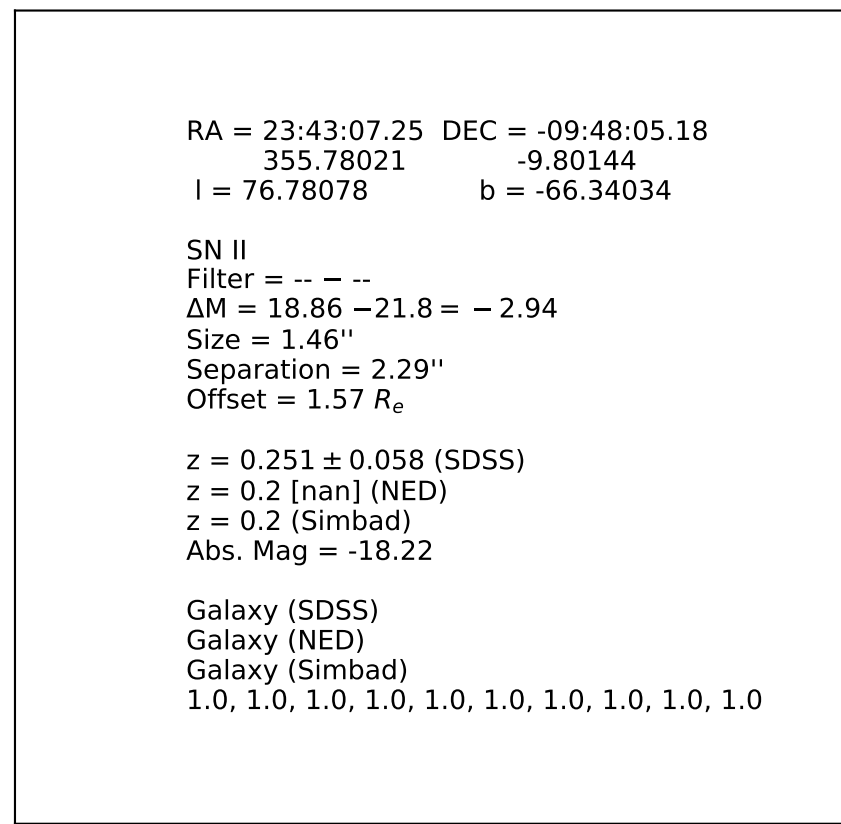 RA = 23:43:07.25  DEC = -09:48:05.18
355.78021  -9.80144
l = 76.78078  b = -66.34034
SN II
Filter = -- − --
ΔM = 18.86 −21.8 = − 2.94
Size = 1.46''
Separation = 2.29''
Offset = 1.57 Re
z = 0.251 ± 0.058 (SDSS)
z = 0.2 [nan] (NED)
z = 0.2 (Simbad)
Abs. Mag = -18.22
Galaxy (SDSS)
Galaxy (NED)
Galaxy (Simbad)
1.0, 1.0, 1.0, 1.0, 1.0, 1.0, 1.0, 1.0, 1.0, 1.0